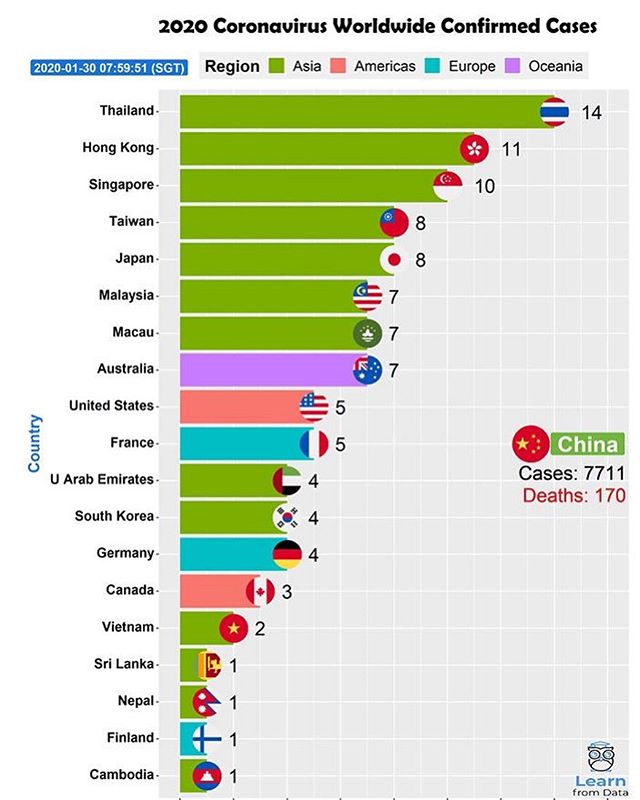 2020 Coronavirus Worldwide Confirmed Cases
2020-01-30 07:59:51 (SGT)
Region Asia Americas Europe Oceania
Thailand 14
Hong Kong 11
Singapore 10
Taiwan 8
Japan 8
Malaysia 7
Macau 7
Australia 7
United States 5
France 5
Country
China
Cases: 7711
Deaths: 170
U Arab Emirates 4
South Korea 4
Germany 4
Canada 3
Vietnam 2
Sri Lanka 1
Nepal 1
Finland 1
Cambodia 1
Learn
from Data